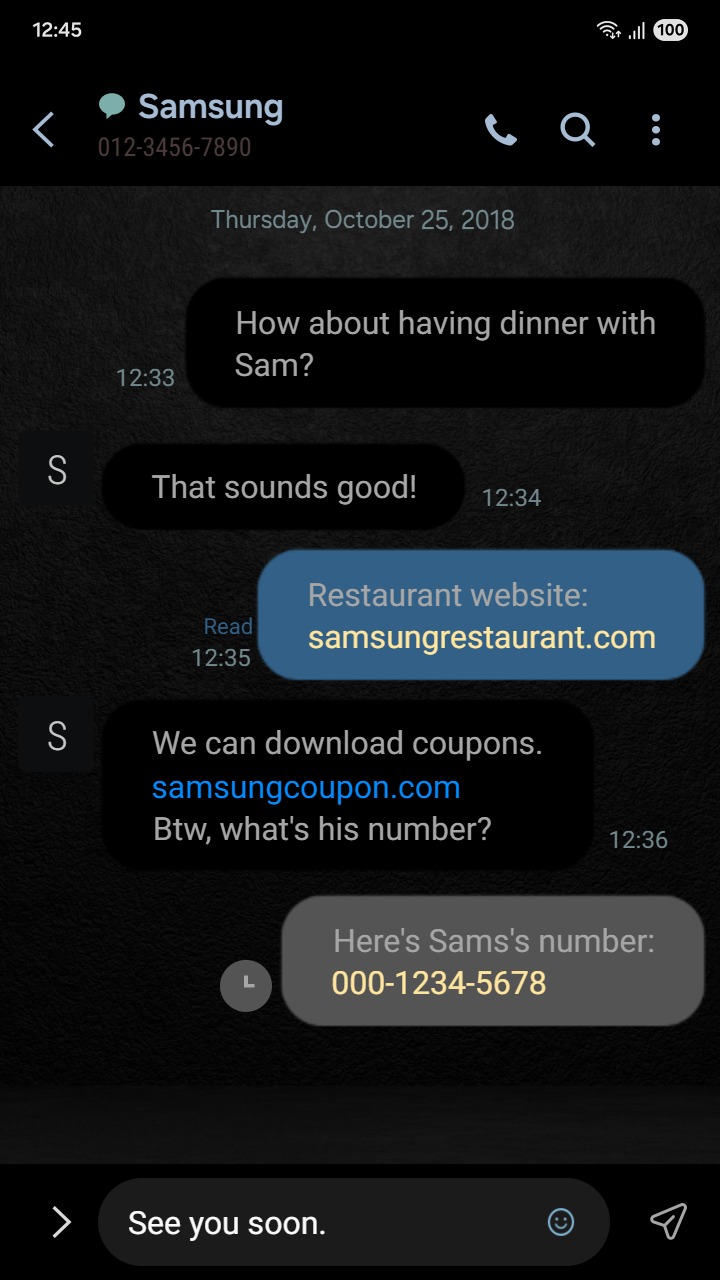 12:45
100
Samsung
012-3456-7890
Thursday, October 25, 2018
How about having dinner with
Sam?
12:33
S
That sounds good!
12:34
Restaurant website:
samsungrestaurant.com
Read
12:35
S
We can download coupons.
samsungcoupon.com
Btw, what's his number?
12:36
Here's Sams's number:
000-1234-5678
See you soon.